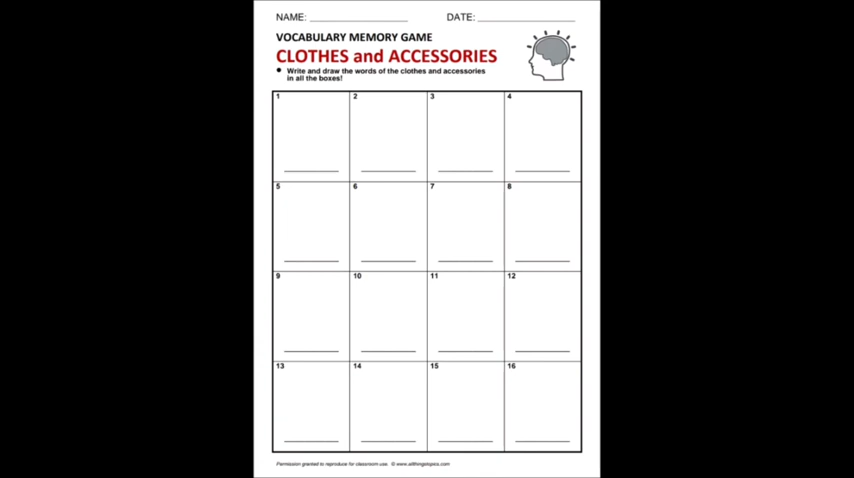 NAME: ____________________ DATE: ____________________
VOCABULARY MEMORY GAME
CLOTHES and ACCESSORIES
● Write and draw the words of the clothes and accessories
in all the boxes!
1 2 3 4
5 6 7 8
9 10 11 12
13 14 15 16
Permission granted to reproduce for classroom use. © www.allthingstopics.com